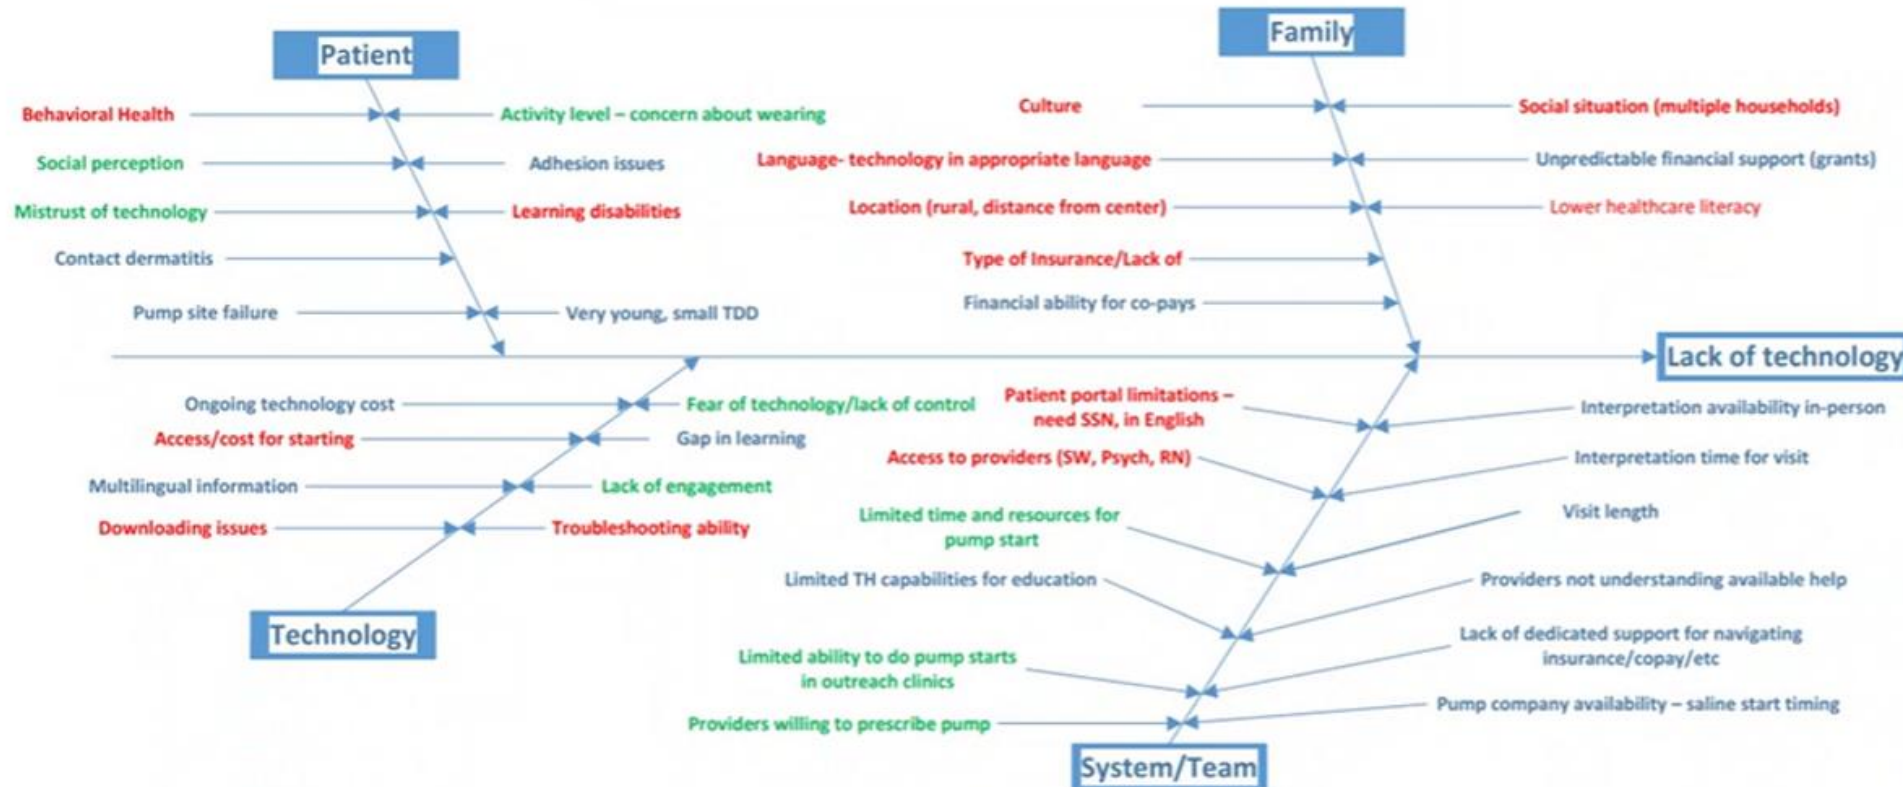 Patient
Family
Behavioral Health
Activity level – concern about wearing
Culture
Social situation (multiple households)
Social perception
Adhesion issues
Language- technology in appropriate language
Unpredictable financial support (grants)
Mistrust of technology
Learning disabilities
Location (rural, distance from center)
Lower healthcare literacy
Contact dermatitis
Type of Insurance/Lack of
Pump site failure
Very young, small TDD
Financial ability for co-pays
Lack of technology
Ongoing technology cost
Fear of technology/lack of control
Patient portal limitations –
need SSN, in English
Interpretation availability in-person
Access/cost for starting
Gap in learning
Access to providers (SW, Psych, RN)
Interpretation time for visit
Multilingual information
Lack of engagement
Limited time and resources for
pump start
Visit length
Downloading issues
Troubleshooting ability
Limited TH capabilities for education
Providers not understanding available help
Technology
Limited ability to do pump starts
in outreach clinics
Lack of dedicated support for navigating
insurance/copay/etc
Providers willing to prescribe pump
Pump company availability – saline start timing
System/Team